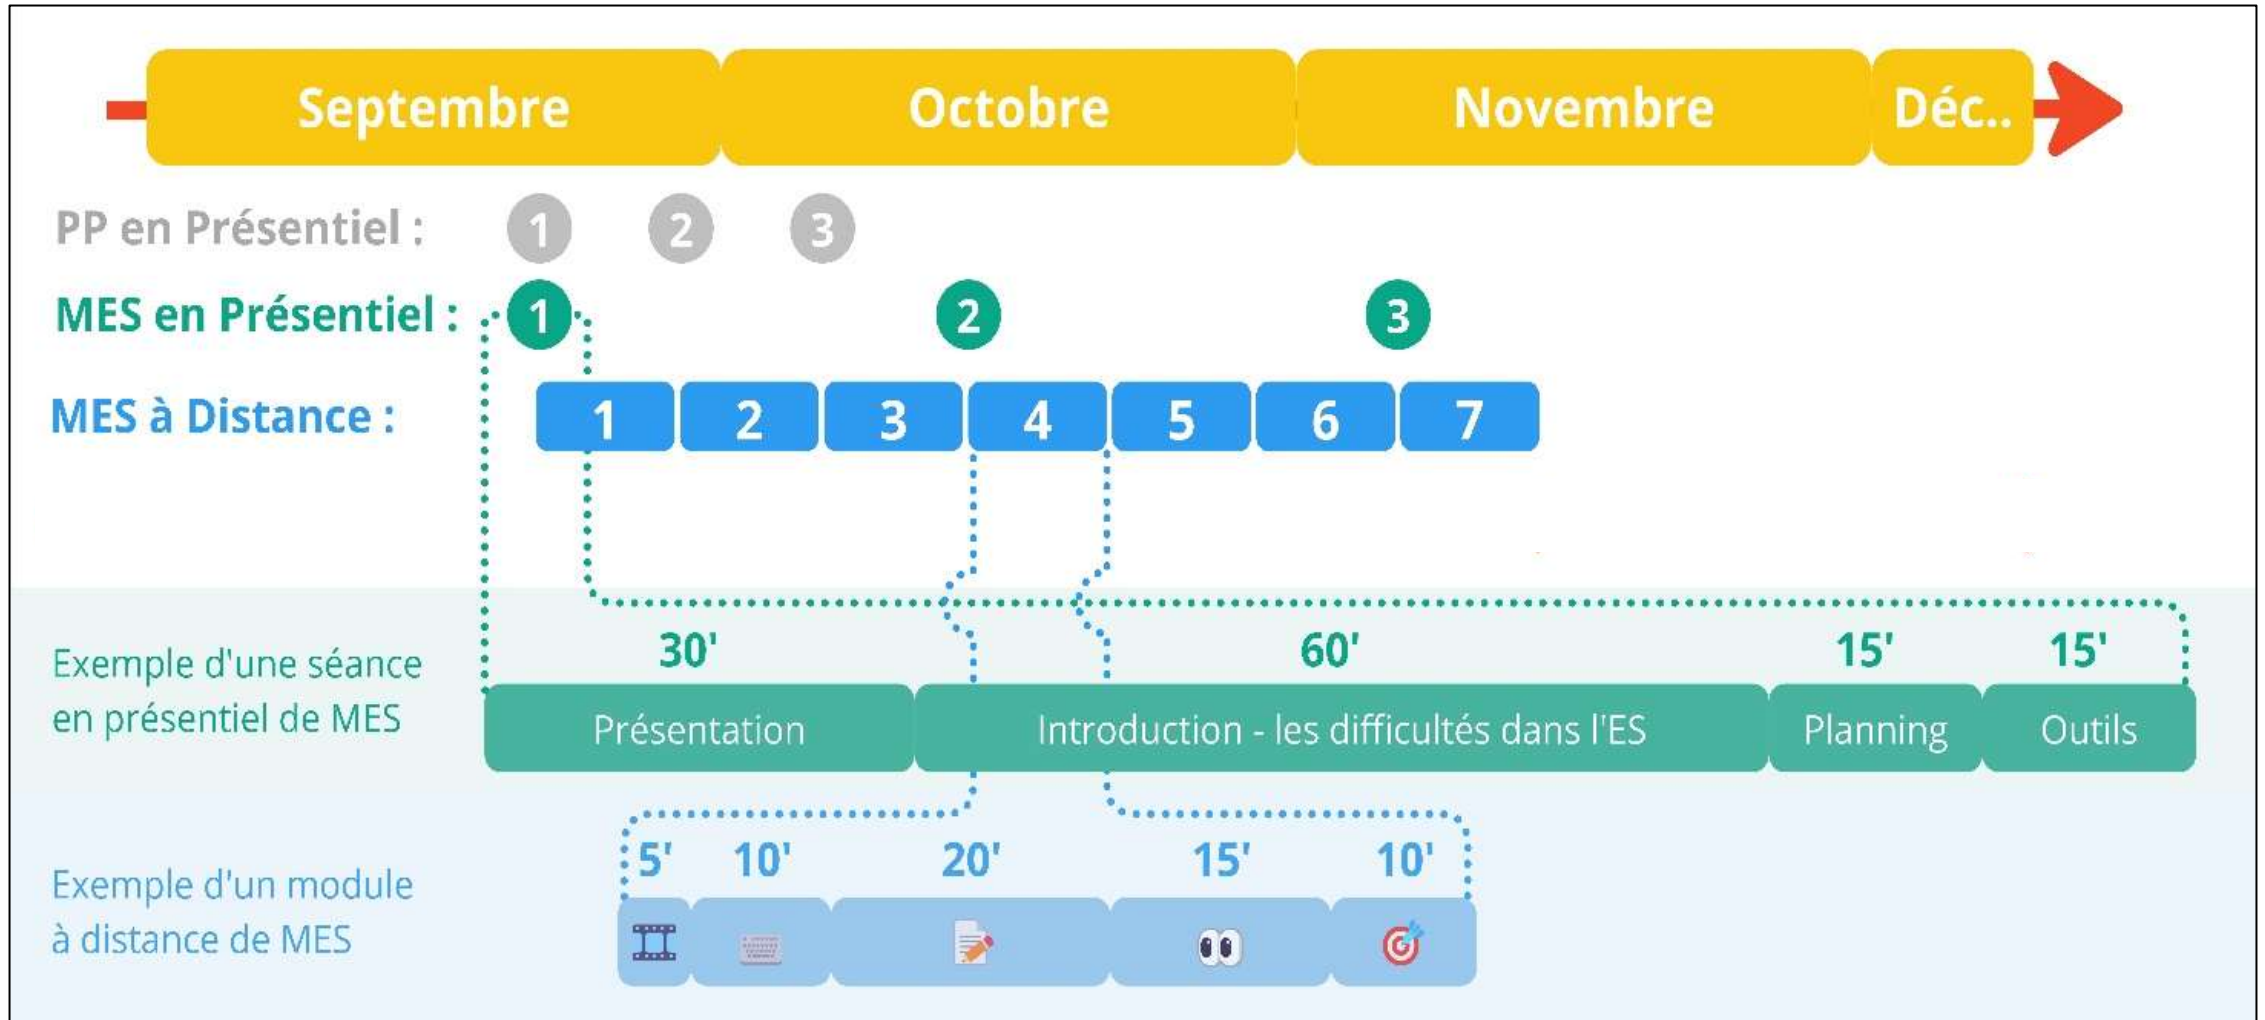 Septembre Octobre Novembre Déc..
PP en Présentiel : 1 2 3
MES en Présentiel : 1 2 3
MES à Distance : 1 2 3 4 5 6 7
Exemple d'une séance
en présentiel de MES
30' 60' 15' 15'
Présentation Introduction - les difficultés dans l'ES Planning Outils
Exemple d'un module
à distance de MES
5' 10' 20' 15' 10'